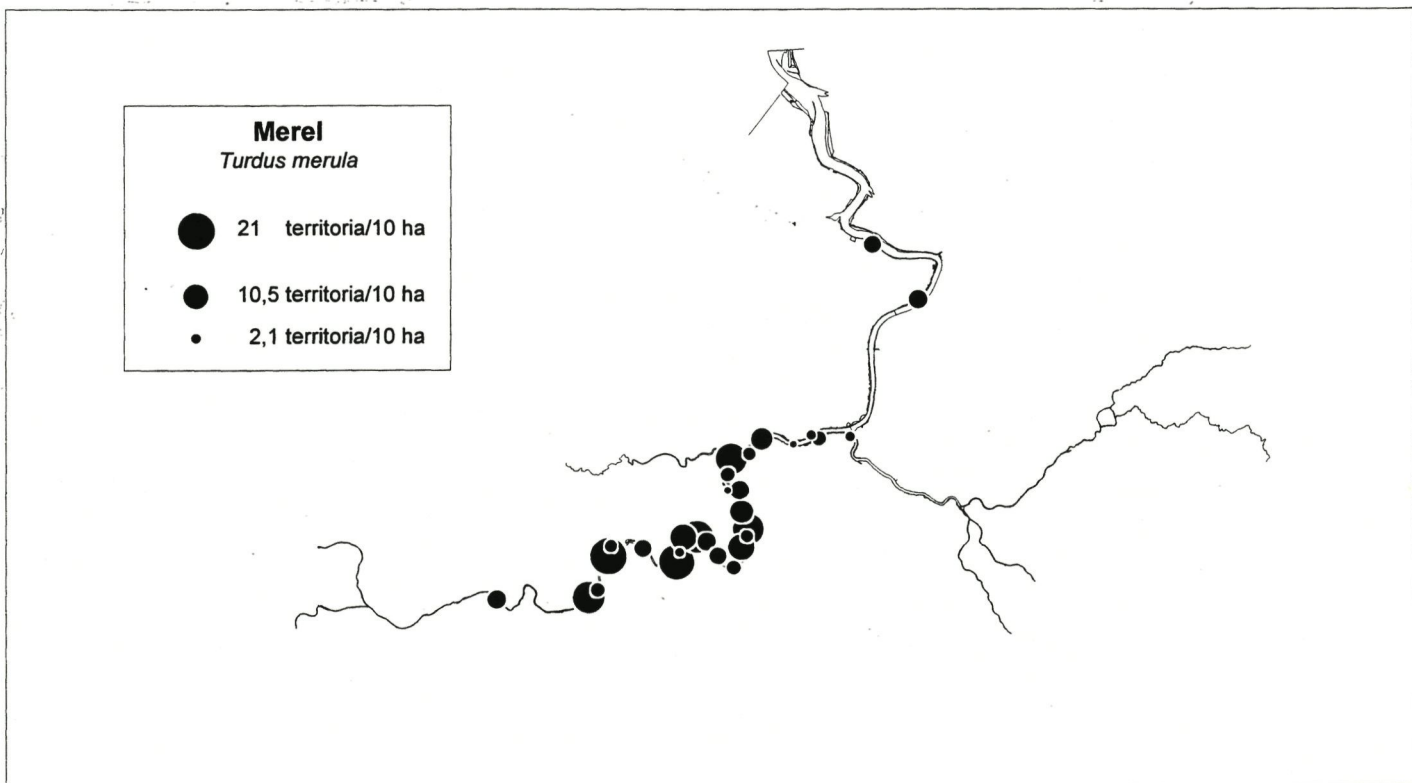 Merel
Turdus merula
21 territoria/10 ha
10,5 territoria/10 ha
2,1 territoria/10 ha